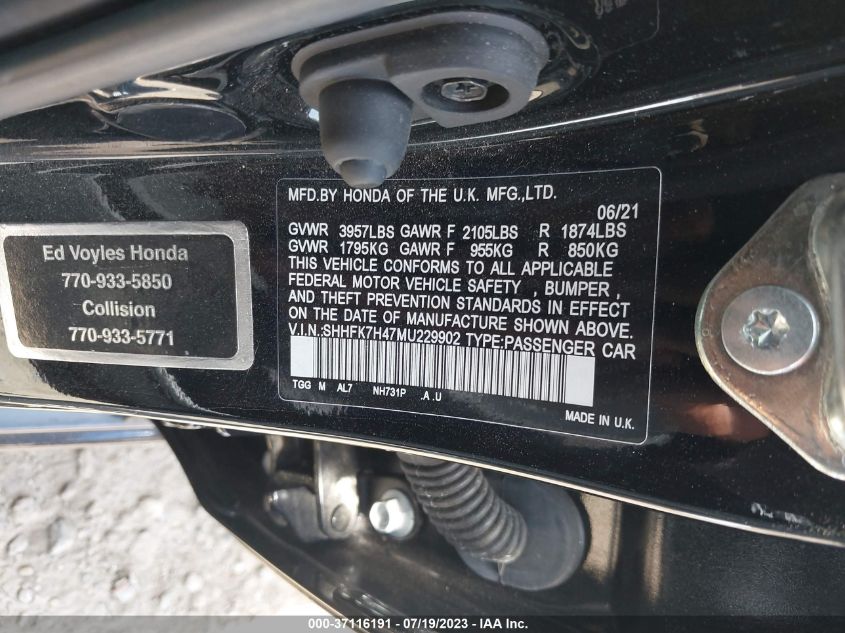 MFD.BY HONDA OF THE U.K. MFG.,LTD.
06/21
GVWR 3957LBS GAWR F 2105LBS R 1874LBS
GVWR 1795KG GAWR F 955KG R 850KG
THIS VEHICLE CONFORMS TO ALL APPLICABLE
FEDERAL MOTOR VEHICLE SAFETY , BUMPER ,
AND THEFT PREVENTION STANDARDS IN EFFECT
ON THE DATE OF MANUFACTURE SHOWN ABOVE.
V.I.N.:SHHFK7H47MU229902 TYPE:PASSENGER CAR
TGG M AL7 NH731P .A .U
MADE IN U.K.
Ed Voyles Honda
770-933-5850
Collision
770-933-5771
000-37116191 - 07/19/2023 - IAA Inc.